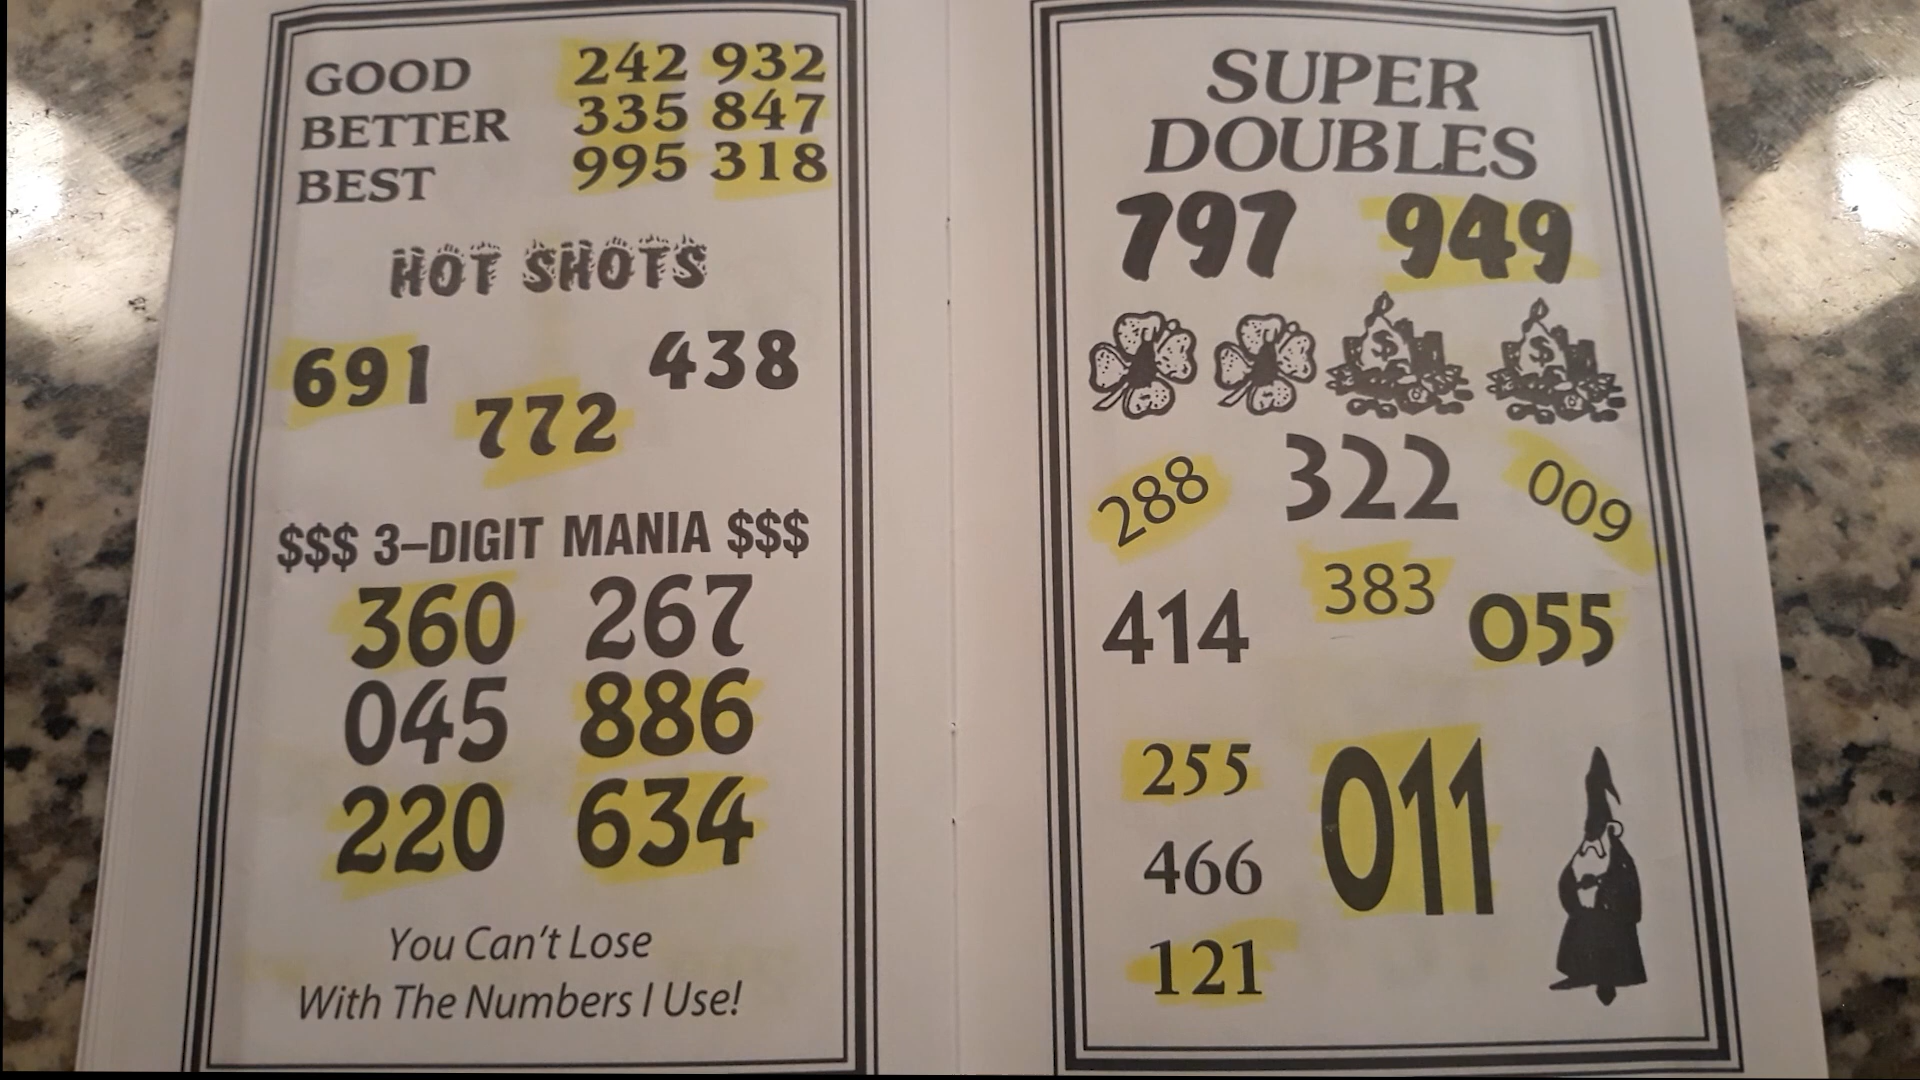 GOOD 242 932
BETTER 335 847
BEST 995 318
HOT SHOTS
691
438
772
$$$ 3–DIGIT MANIA $$$
360 267
045 886
220 634
You Can't Lose
With The Numbers I Use!
SUPER
DOUBLES
797 949
$ $
288 322 009
414 383 055
255
011
466
121